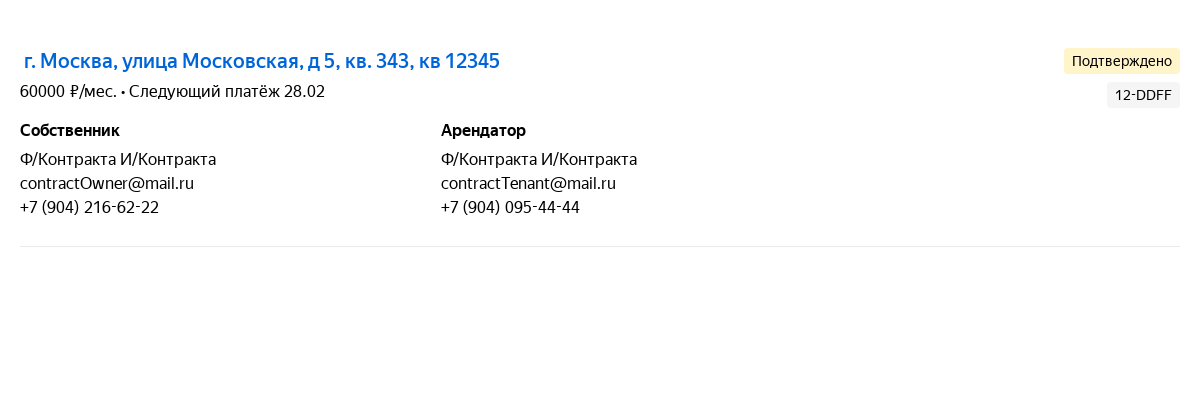 г. Москва, улица Московская, д 5, кв. 343, кв 12345
Подтверждено
60000 ₽/мес. • Следующий платёж 28.02
12-DDFF
Собственник
Ф/Контракта И/Контракта
contractOwner@mail.ru
+7 (904) 216-62-22
Арендатор
Ф/Контракта И/Контракта
contractTenant@mail.ru
+7 (904) 095-44-44